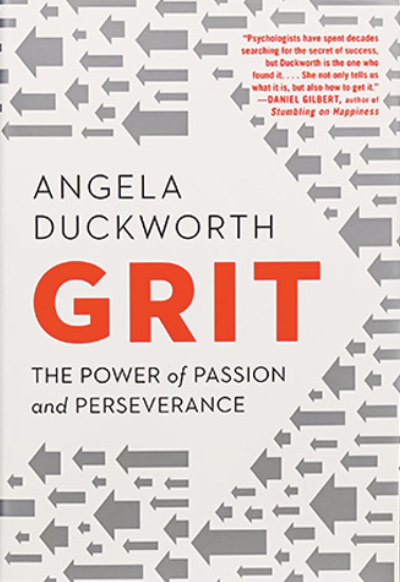 "Psychologists have spent decades
searching for the secret of success,
but Duckworth is the one who
found it. . . . She not only tells us
what it is, but also how to get it."
—DANIEL GILBERT, author of
Stumbling on Happiness
ANGELA
DUCKWORTH
GRIT
THE POWER of PASSION
and PERSEVERANCE